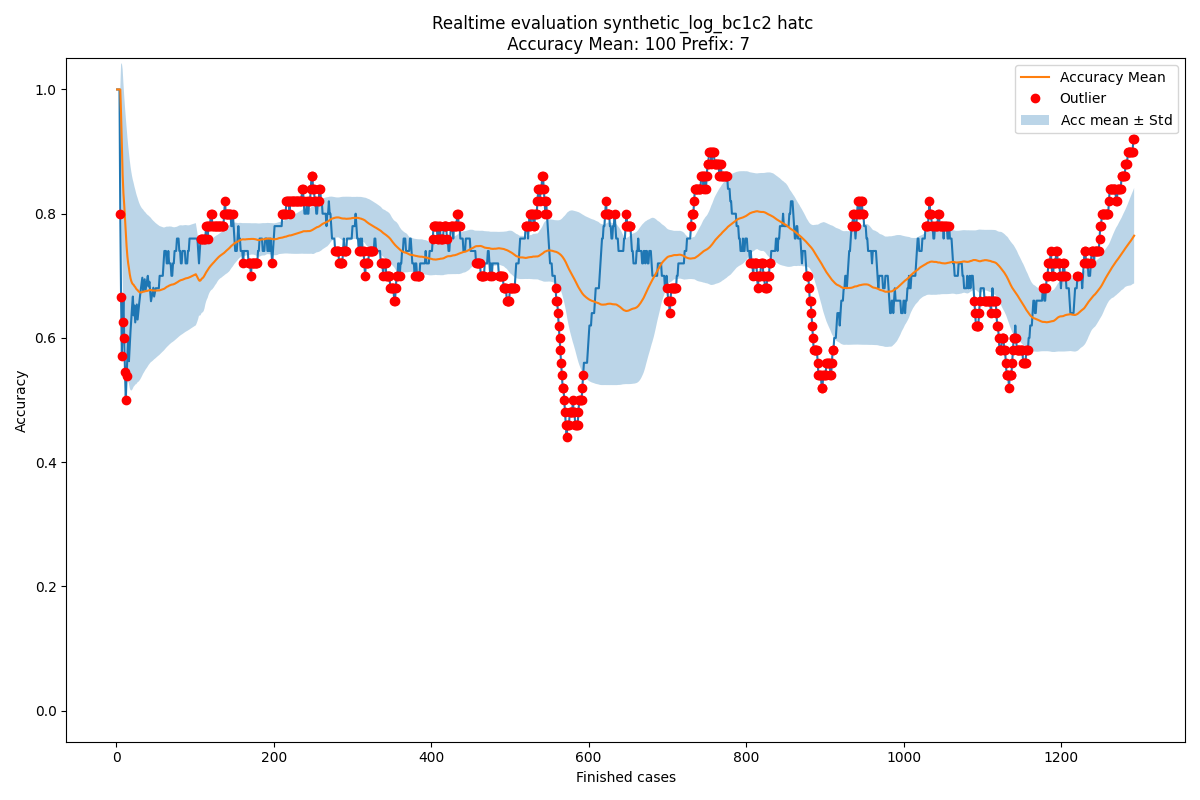 Realtime evaluation synthetic_log_bc1c2 hatc
Accuracy Mean: 100 Prefix: 7
Accuracy Mean
Outlier
Acc mean ± Std
Accuracy
1.0
0.8
0.6
0.4
0.2
0.0
0
200
400
600
800
1000
1200
Finished cases